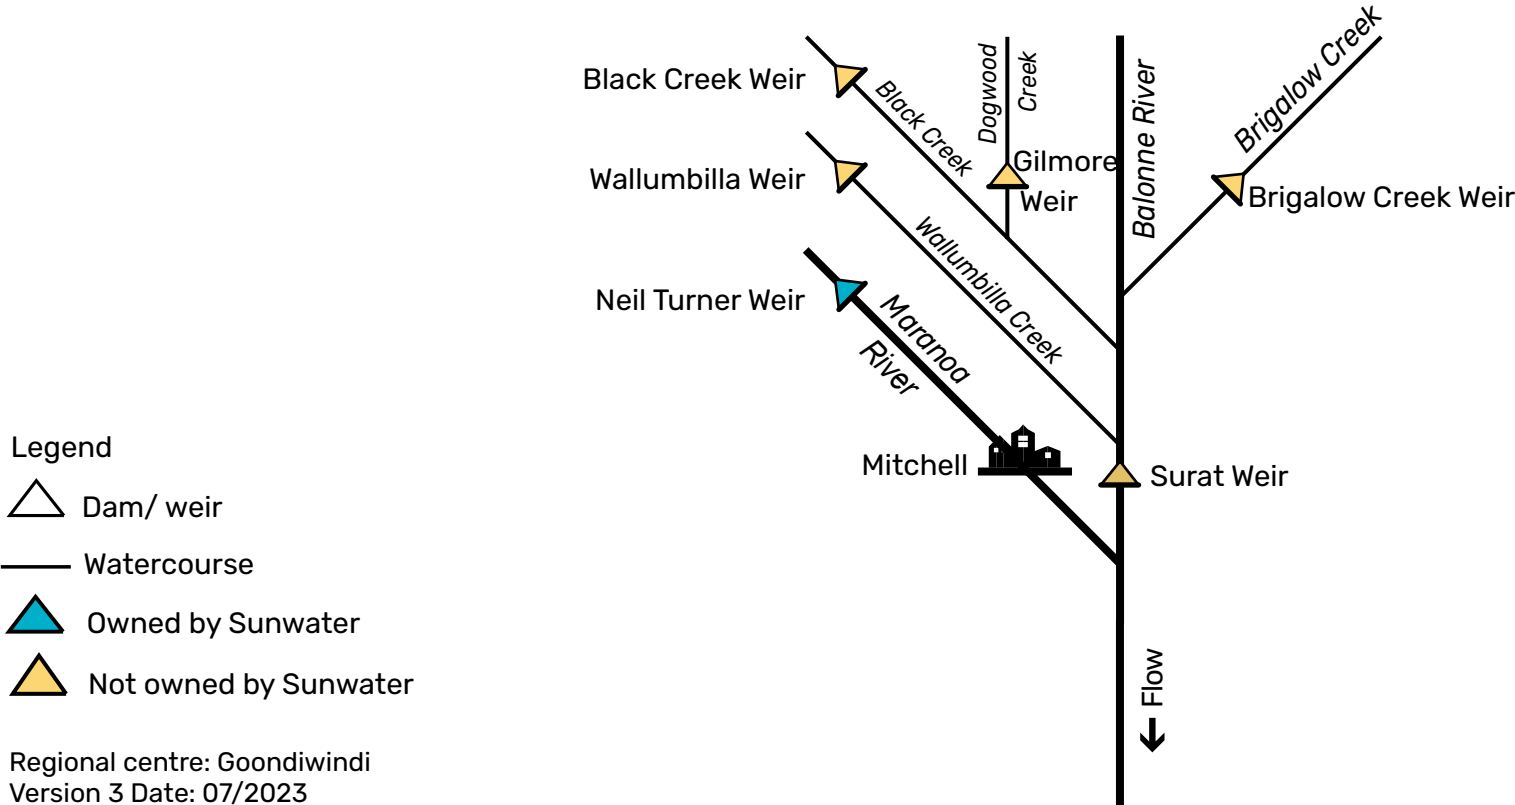 Black Creek Weir
Black Creek
Dogwood
Creek
Balonne River
Brigalow Creek
Wallumbilla Weir
Gilmore
Weir
Brigalow Creek Weir
Wallumbilla Creek
Neil Turner Weir
Maranoa
River
Mitchell
Surat Weir
Legend
Dam/ weir
Watercourse
Owned by Sunwater
Not owned by Sunwater
Flow
Regional centre: Goondiwindi
Version 3 Date: 07/2023